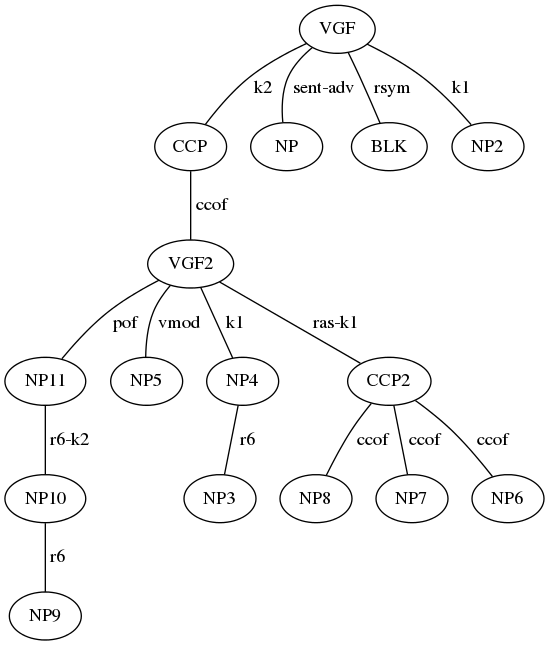 VGF
k2 sent-adv rsym k1
CCP NP BLK NP2
ccof
VGF2
pof vmod k1 ras-k1
NP11 NP5 NP4 CCP2
r6-k2 r6 ccof ccof ccof
NP10 NP3 NP8 NP7 NP6
r6
NP9